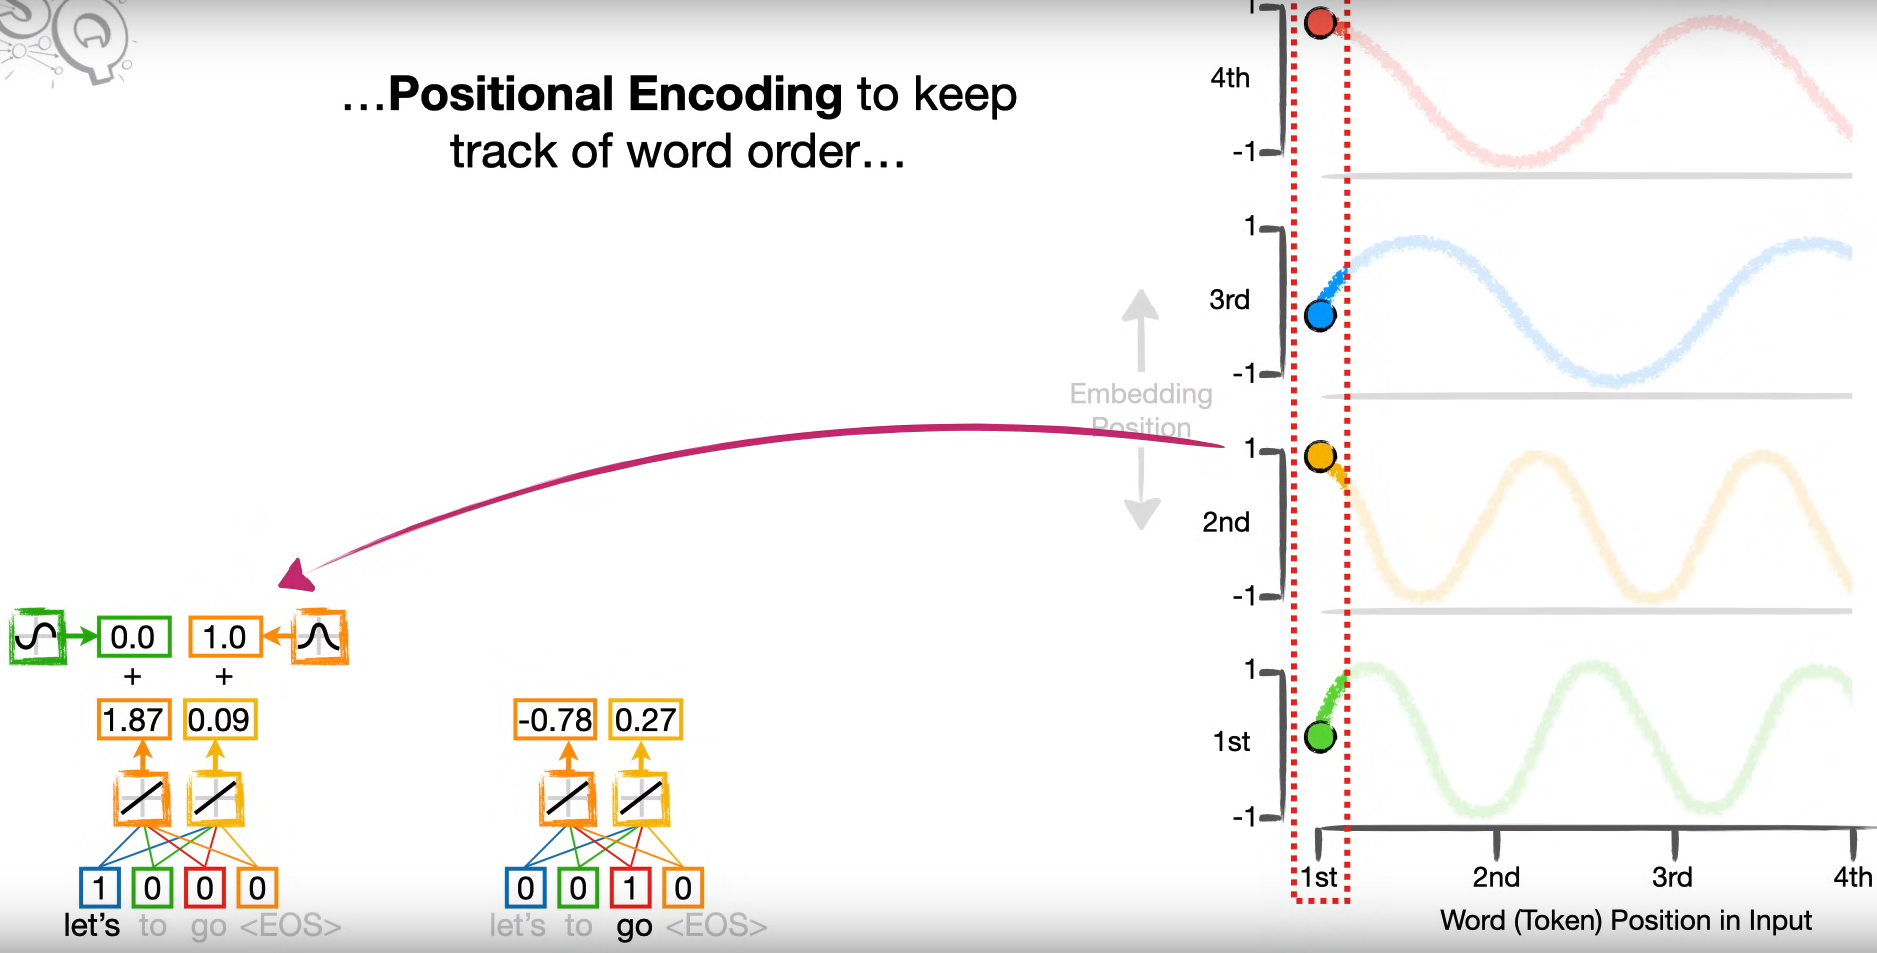 SQ
...Positional Encoding to keep
track of word order...
1
4th
-1
1
3rd
-1
Embedding
Position
1
2nd
-1
1
1st
-1
1st 2nd 3rd 4th
Word (Token) Position in Input
0.0 1.0
+ +
1.87 0.09
1 0 0 0
let's to go <EOS>
-0.78 0.27
0 0 1 0
let's to go <EOS>